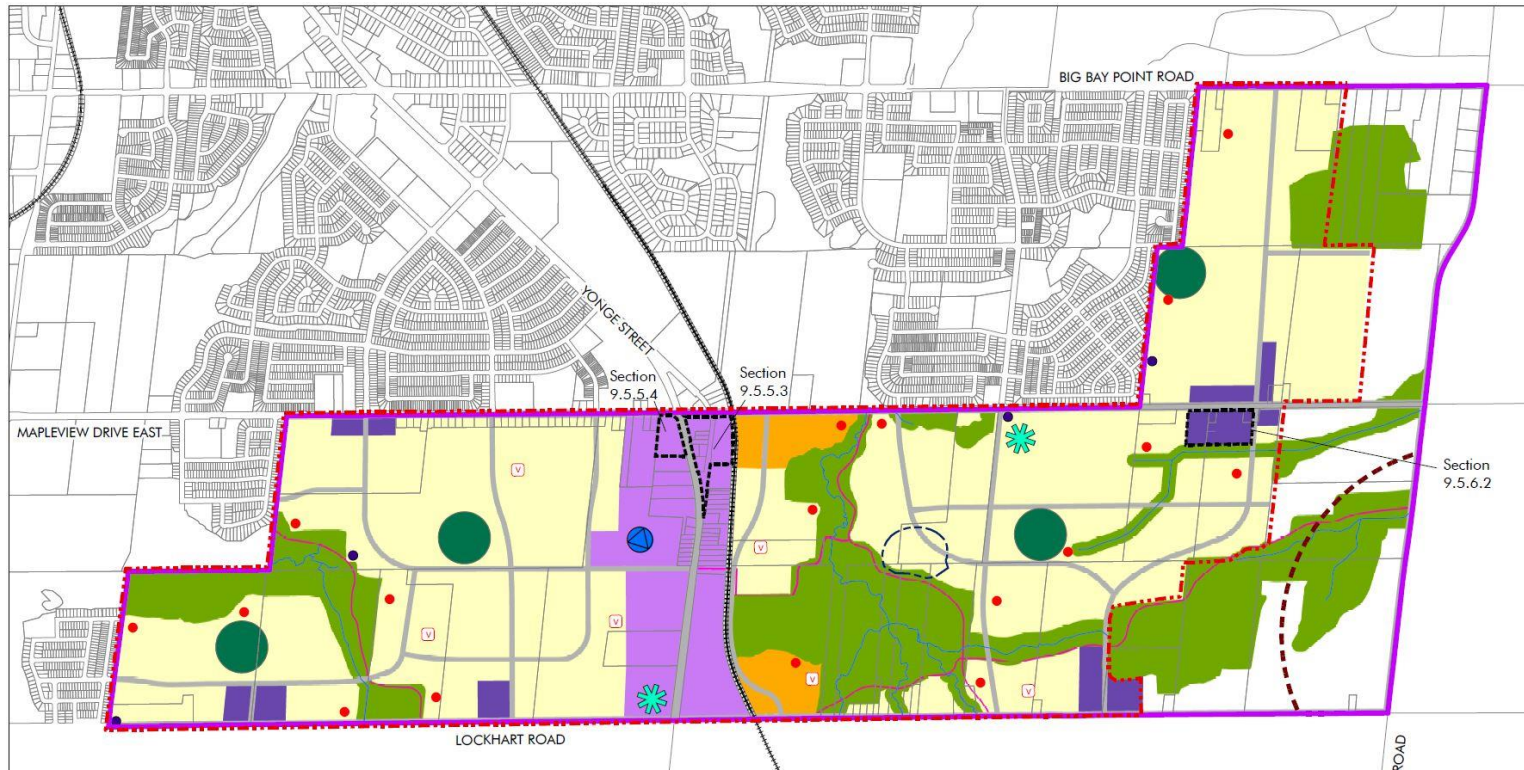 BIG BAY POINT ROAD
YONGE STREET
Section
9.5.5.4
Section
9.5.5.3
MAPLEVIEW DRIVE EAST
Section
9.5.6.2
V
V
V
V
V
V
LOCKHART ROAD
ROAD